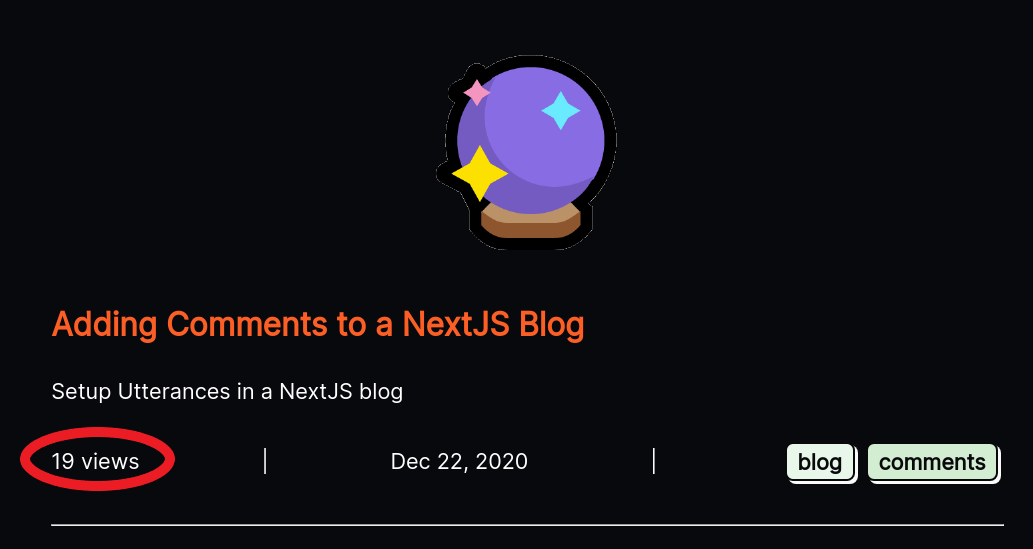 Adding Comments to a NextJS Blog
Setup Utterances in a NextJS blog
19 views | Dec 22, 2020 | blog comments